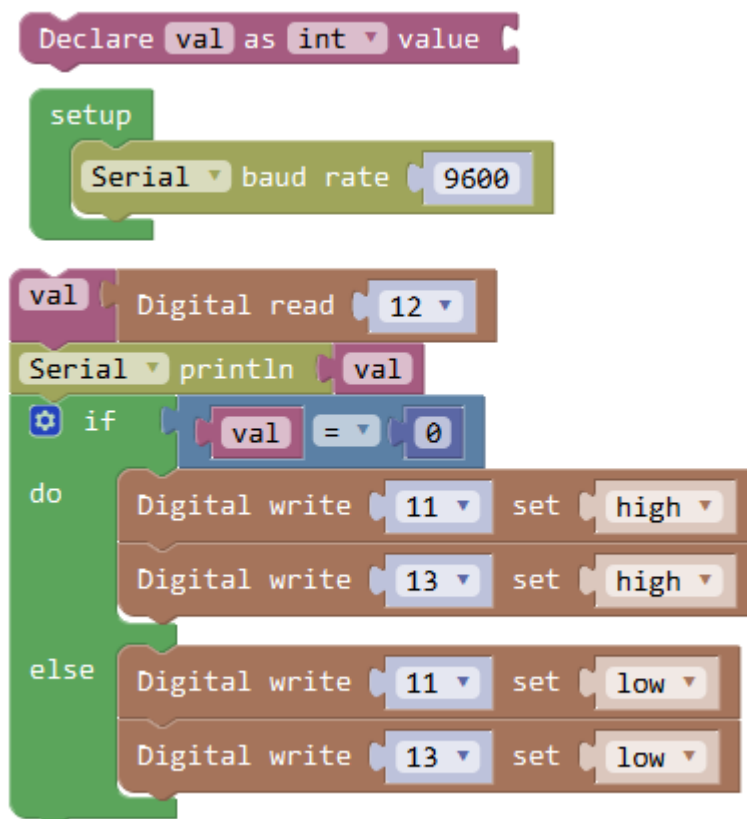 Declare val as int value
setup
Serial baud rate 9600
val Digital read 12
Serial println val
if val = 0
do Digital write 11 set high
Digital write 13 set high
else Digital write 11 set low
Digital write 13 set low